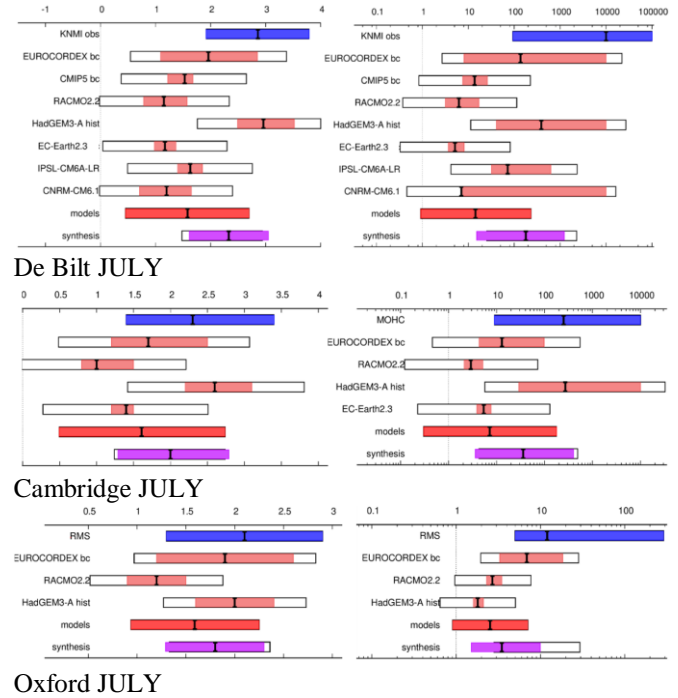 -1 0 1 2 3 4
0.1 1 10 100 1000 10000 100000
KNMI obs
EUROCORDEX bc
CMIP5 bc
RACMO2.2
HadGEM3-A hist
EC-Earth2.3
IPSL-CM6A-LR
CNRM-CM6.1
models
synthesis
KNMI obs
EUROCORDEX bc
CMIP5 bc
RACMO2.2
HadGEM3-A hist
EC-Earth2.3
IPSL-CM6A-LR
CNRM-CM6.1
models
synthesis
De Bilt JULY
0 0.5 1 1.5 2 2.5 3 3.5 4
0.1 1 10 100 1000 10000
MOHC
EUROCORDEX bc
RACMO2.2
HadGEM3-A hist
EC-Earth2.3
models
synthesis
Cambridge JULY
0.5 1 1.5 2 2.5 3
0.1 1 10 100
RMS
EUROCORDEX bc
RACMO2.2
HadGEM3-A hist
models
synthesis
RMS
EUROCORDEX bc
RACMO2.2
HadGEM3-A hist
models
synthesis
Oxford JULY